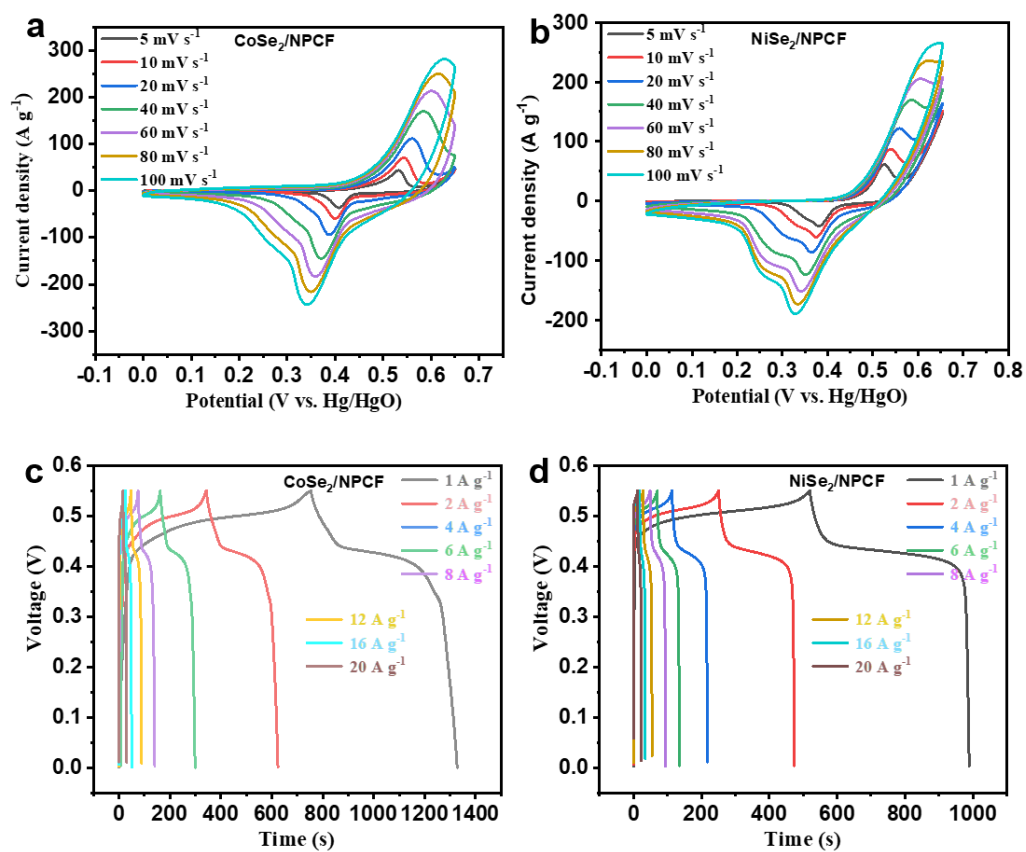 a
CoSe₂/NPCF
5 mV s⁻¹
10 mV s⁻¹
20 mV s⁻¹
40 mV s⁻¹
60 mV s⁻¹
80 mV s⁻¹
100 mV s⁻¹
300
200
100
0
-100
-200
-300
Current density (A g⁻¹)
-0.1 0.0 0.1 0.2 0.3 0.4 0.5 0.6 0.7
Potential (V vs. Hg/HgO)
b
NiSe₂/NPCF
5 mV s⁻¹
10 mV s⁻¹
20 mV s⁻¹
40 mV s⁻¹
60 mV s⁻¹
80 mV s⁻¹
100 mV s⁻¹
300
200
100
0
-100
-200
Current density (A g⁻¹)
-0.1 0.0 0.1 0.2 0.3 0.4 0.5 0.6 0.7 0.8
Potential (V vs. Hg/HgO)
c
CoSe₂/NPCF
1 A g⁻¹
2 A g⁻¹
4 A g⁻¹
6 A g⁻¹
8 A g⁻¹
12 A g⁻¹
16 A g⁻¹
20 A g⁻¹
0.6
0.5
0.4
0.3
0.2
0.1
0.0
Voltage (V)
0 200 400 600 800 1000 1200 1400
Time (s)
d
NiSe₂/NPCF
1 A g⁻¹
2 A g⁻¹
4 A g⁻¹
6 A g⁻¹
8 A g⁻¹
12 A g⁻¹
16 A g⁻¹
20 A g⁻¹
0.6
0.5
0.4
0.3
0.2
0.1
0.0
Voltage (V)
0 200 400 600 800 1000
Time (s)